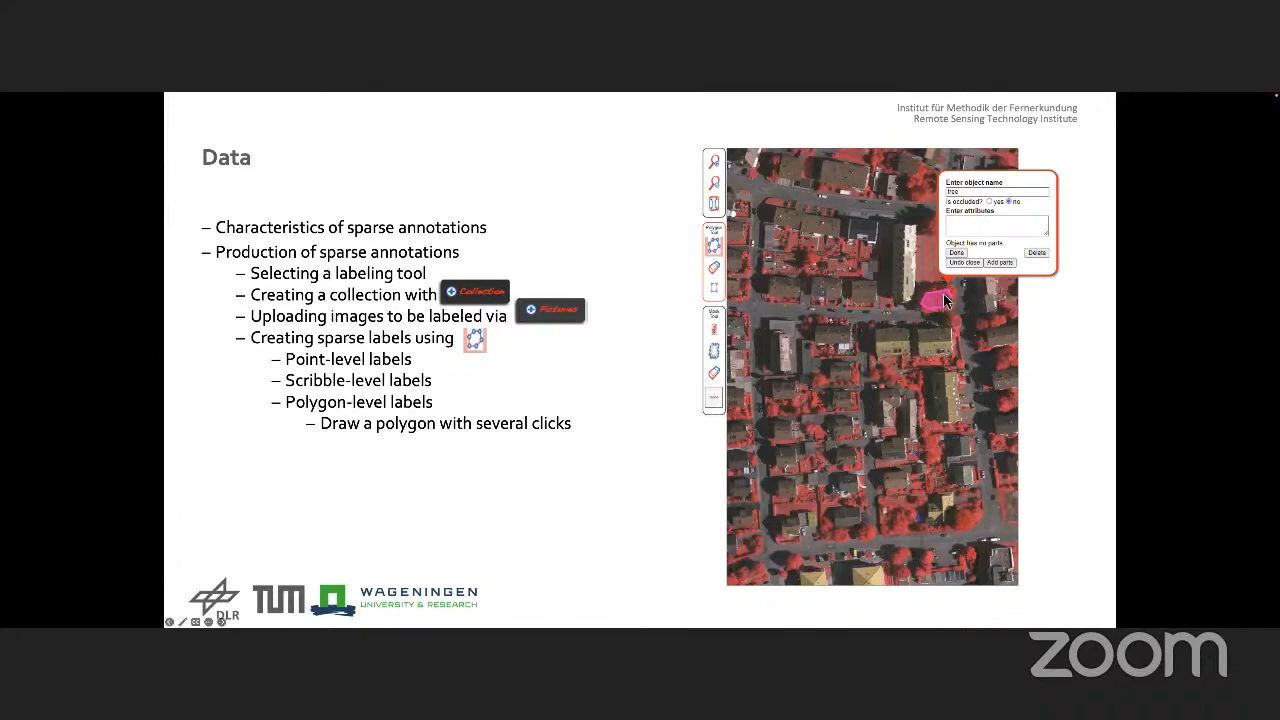 Institut für Methodik der Fernerkundung
Remote Sensing Technology Institute
Data
– Characteristics of sparse annotations
– Production of sparse annotations
– Selecting a labeling tool
– Creating a collection with Collection
– Uploading images to be labeled via Pictures
– Creating sparse labels using
– Point-level labels
– Scribble-level labels
– Polygon-level labels
– Draw a polygon with several clicks
Polygon
Tool
Mask
Tool
Enter object name
tree
Is occluded? yes no
Enter attributes
Object has no parts.
Done Delete
Undo close Add parts
DLR
TUM
WAGENINGEN
UNIVERSITY & RESEARCH
zoom